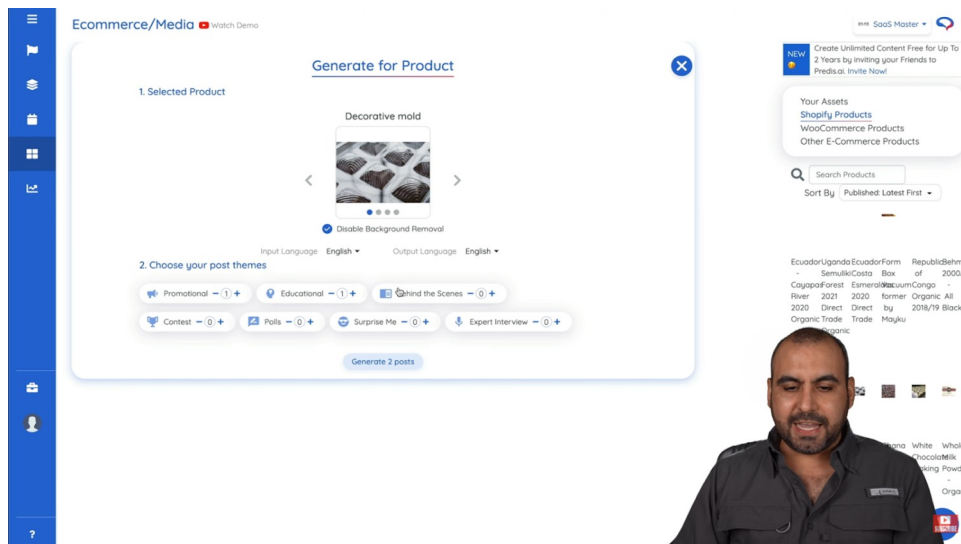 Ecommerce/Media Watch Demo
SaaS Master
NEW
Create Unlimited Content Free for Up To
2 Years by inviting your Friends to
Predis.ai. Invite Now!
Generate for Product
1. Selected Product
Decorative mold
Disable Background Removal
Input Language English Output Language English
2. Choose your post themes
Promotional − 1 + Educational − 1 + Behind the Scenes − 0 +
Contest − 0 + Polls − 0 + Surprise Me − 0 + Expert Interview − 0 +
Generate 2 posts
Your Assets
Shopify Products
WooCommerce Products
Other E-Commerce Products
Search Products
Sort By Published: Latest First
Ecuador Uganda Ecuador Form Republic
- Semuliki Costa Box of 2000
Cayapas Forest Esmeraldas Vacuum Congo -
River 2021 2020 former Organic All
2020 Direct Direct by 2018/19 Black
Organic Trade Trade Mayku
Organic
White
Chocolate Milk
-
?
SUBSCRIBE